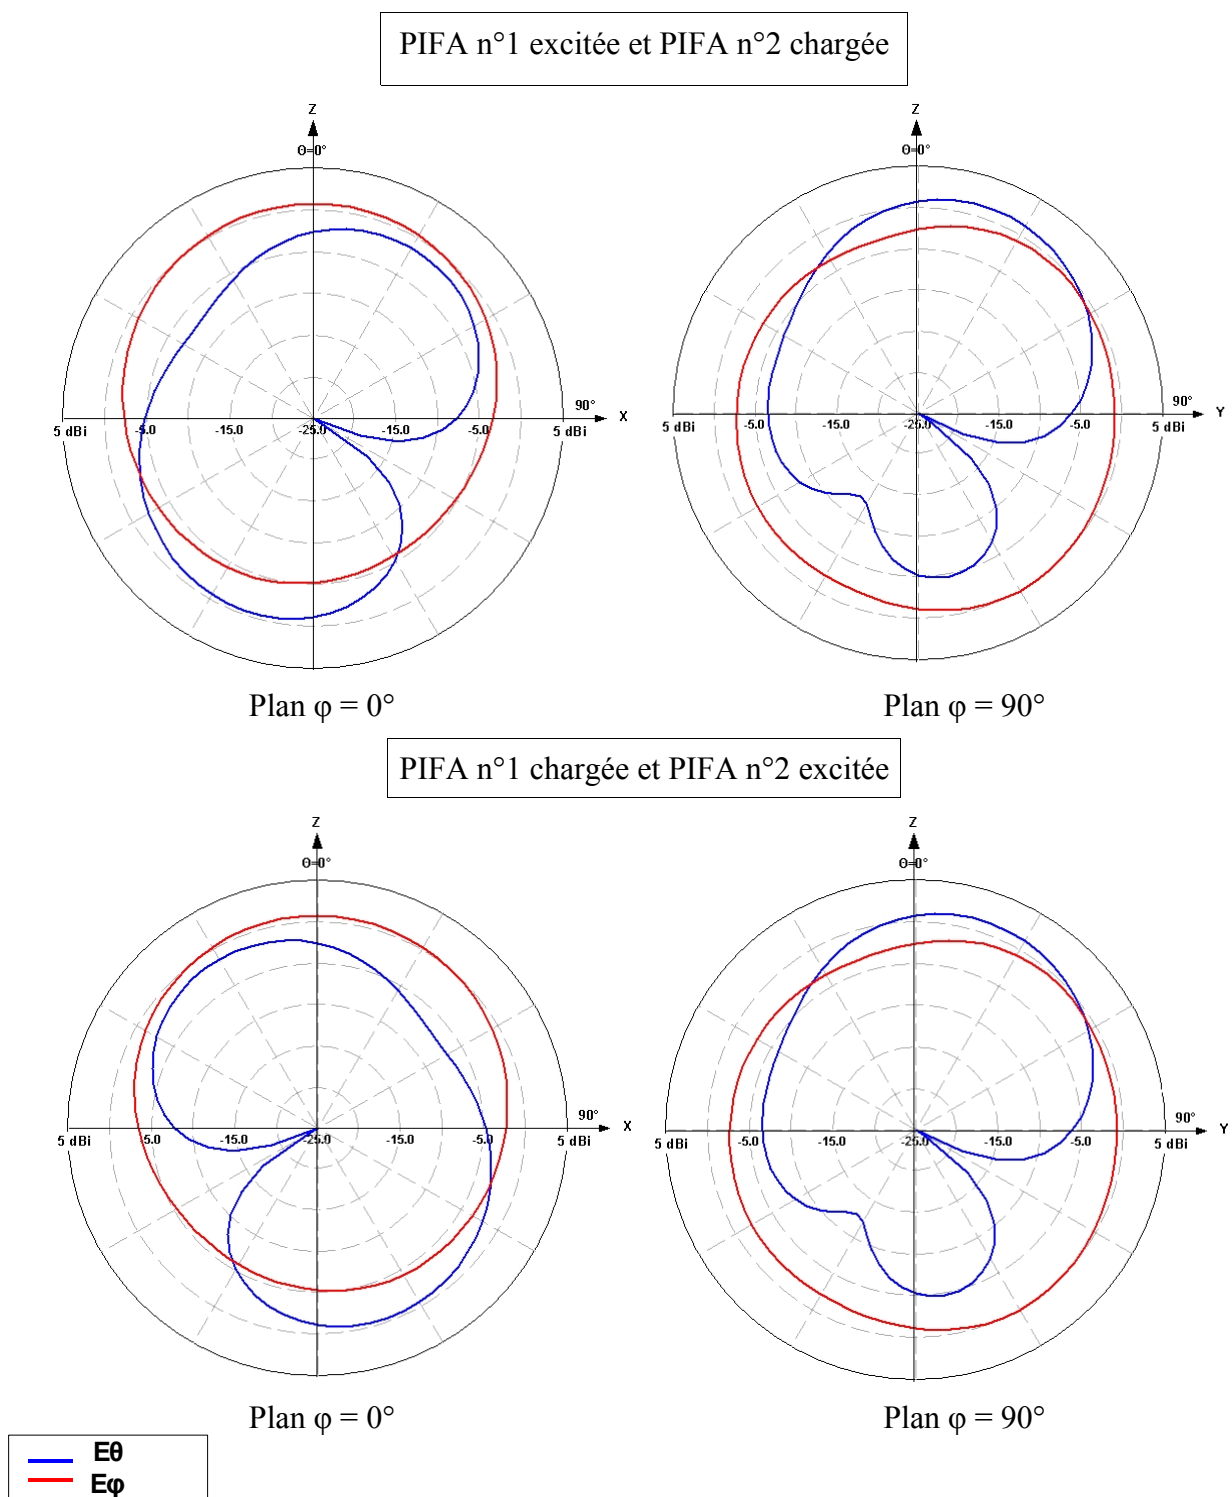 PIFA n°1 excitée et PIFA n°2 chargée
Z
Θ=0°
90°
X
5 dBi
-5.0
-15.0
-25.0
-15.0
-5.0
5 dBi
Z
Θ=0°
90°
Y
5 dBi
-5.0
-15.0
-25.0
-15.0
-5.0
5 dBi
Plan φ = 0°
Plan φ = 90°
PIFA n°1 chargée et PIFA n°2 excitée
Z
Θ=0°
90°
X
5 dBi
5.0
-15.0
-25.0
-15.0
-5.0
5 dBi
Z
Θ=0°
90°
Y
5 dBi
-5.0
-15.0
-25.0
-15.0
-5.0
5 dBi
Plan φ = 0°
Plan φ = 90°
Eθ
Eφ